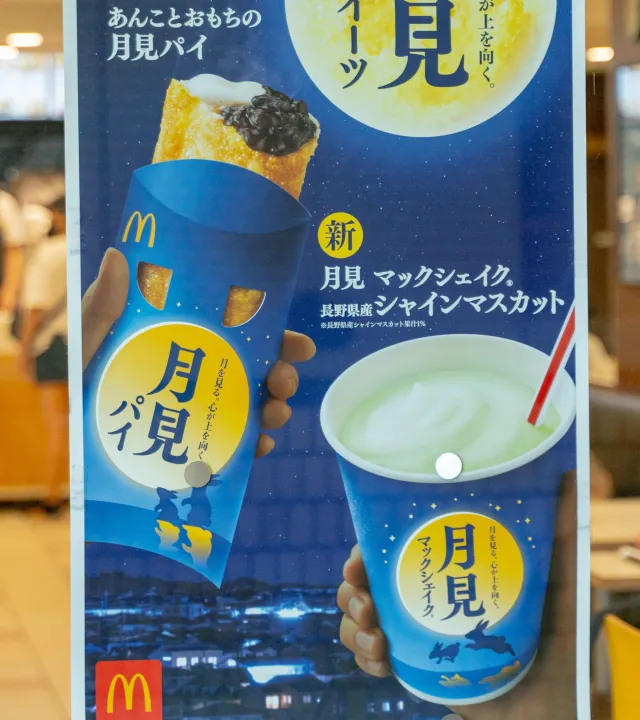 あんことおもちの
月見パイ
イーツ
見
が上を向く。
新
月見 マックシェイク®
長野県産シャインマスカット
※長野県産シャインマスカット果汁1%
月見
パイ
月を見る。心が上を向く。
月見
マックシェイク®
月を見る。心が上を向く。